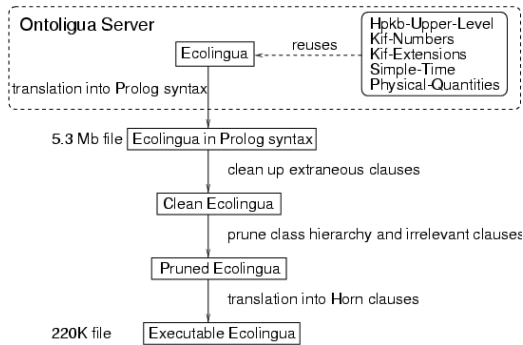 Ontoligua Server
Hpkb-Upper-Level
Kif-Numbers
Kif-Extensions
Simple-Time
Physical-Quantities
reuses
Ecolingua
translation into Prolog syntax
5.3 Mb file
Ecolingua in Prolog syntax
clean up extraneous clauses
Clean Ecolingua
prune class hierarchy and irrelevant clauses
Pruned Ecolingua
translation into Horn clauses
220K file
Executable Ecolingua